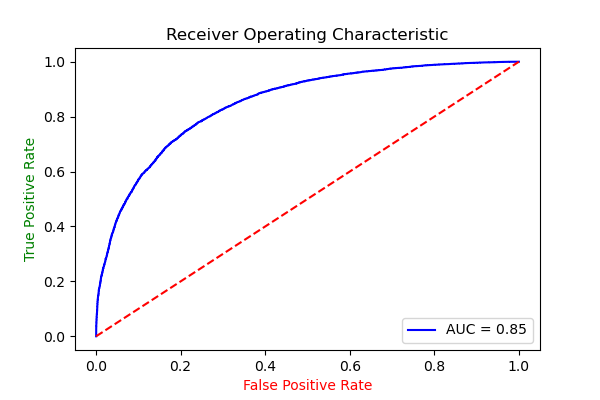 Receiver Operating Characteristic
1.0
0.8
0.6
0.4
0.2
0.0
True Positive Rate
AUC = 0.85
0.0 0.2 0.4 0.6 0.8 1.0
False Positive Rate